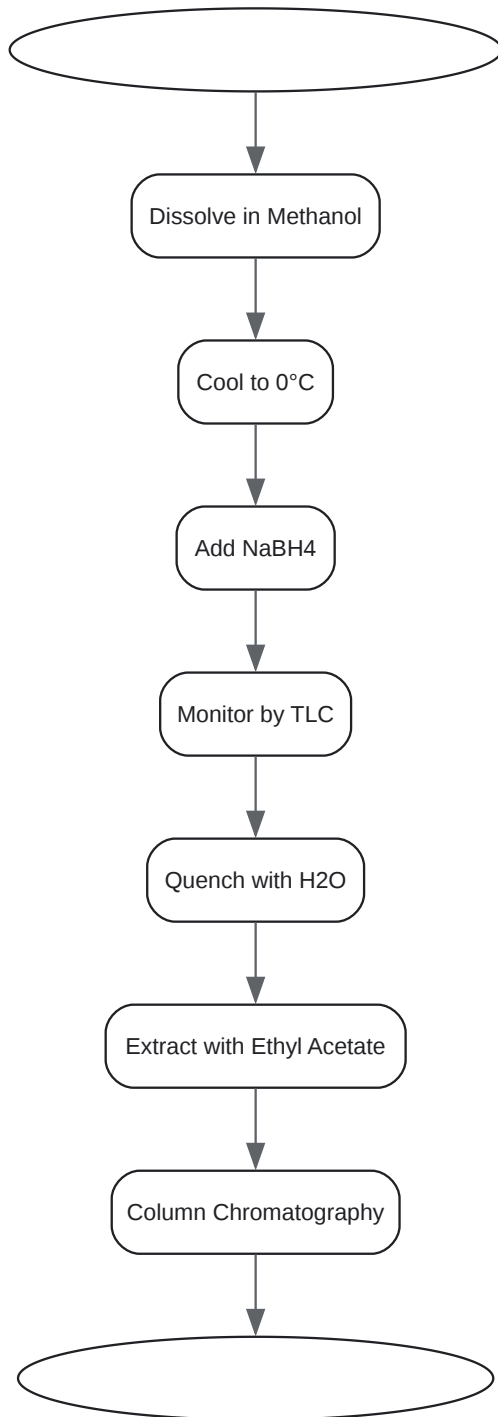 Dissolve in Methanol
Cool to 0°C
Add NaBH4
Monitor by TLC
Quench with H2O
Extract with Ethyl Acetate
Column Chromatography